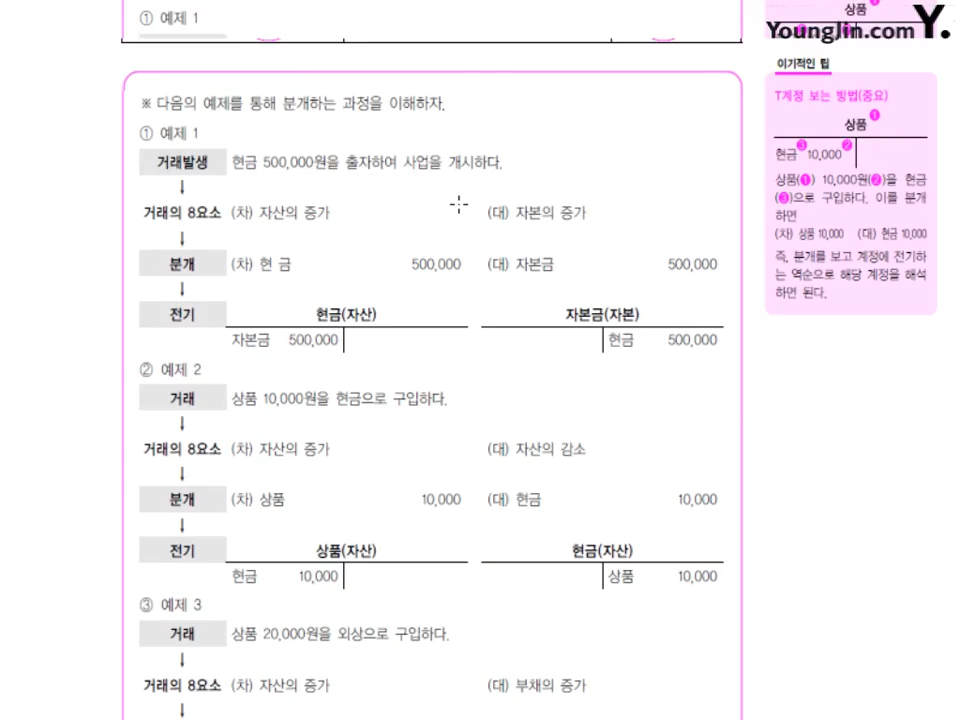 ① 예제 1
상품
YoungJin.com Y.
※ 다음의 예제를 통해 분개하는 과정을 이해하자.
① 예제 1
거래발생 현금 500,000원을 출자하여 사업을 개시하다.
↓
거래의 8요소 (차) 자산의 증가 (대) 자본의 증가
↓
분개 (차) 현 금 500,000 (대) 자본금 500,000
↓
전기 현금(자산) 자본금(자본)
자본금 500,000 현금 500,000
② 예제 2
거래 상품 10,000원을 현금으로 구입하다.
↓
거래의 8요소 (차) 자산의 증가 (대) 자산의 감소
↓
분개 (차) 상품 10,000 (대) 현금 10,000
↓
전기 상품(자산) 현금(자산)
현금 10,000 상품 10,000
③ 예제 3
거래 상품 20,000원을 외상으로 구입하다.
↓
거래의 8요소 (차) 자산의 증가 (대) 부채의 증가
↓
이기적인 팁
T계정 보는 방법(중요)
상품❶
현금❸ 10,000❷
상품(❶) 10,000원(❷)을 현금
(❸)으로 구입하다. 이를 분개
하면
(차) 상품 10,000 (대) 현금 10,000
즉, 분개를 보고 계정에 전기하
는 역순으로 해당 계정을 해석
하면 된다.